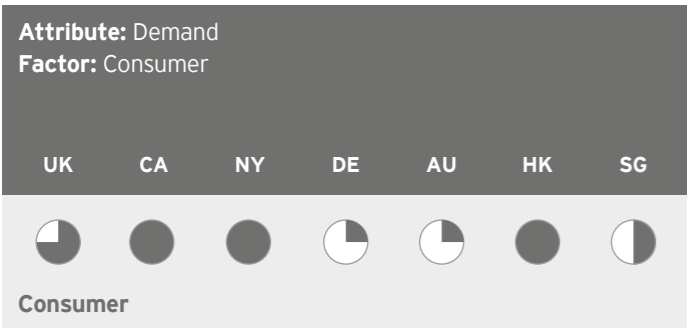 Attribute: Demand
Factor: Consumer
UK CA NY DE AU HK SG
Consumer